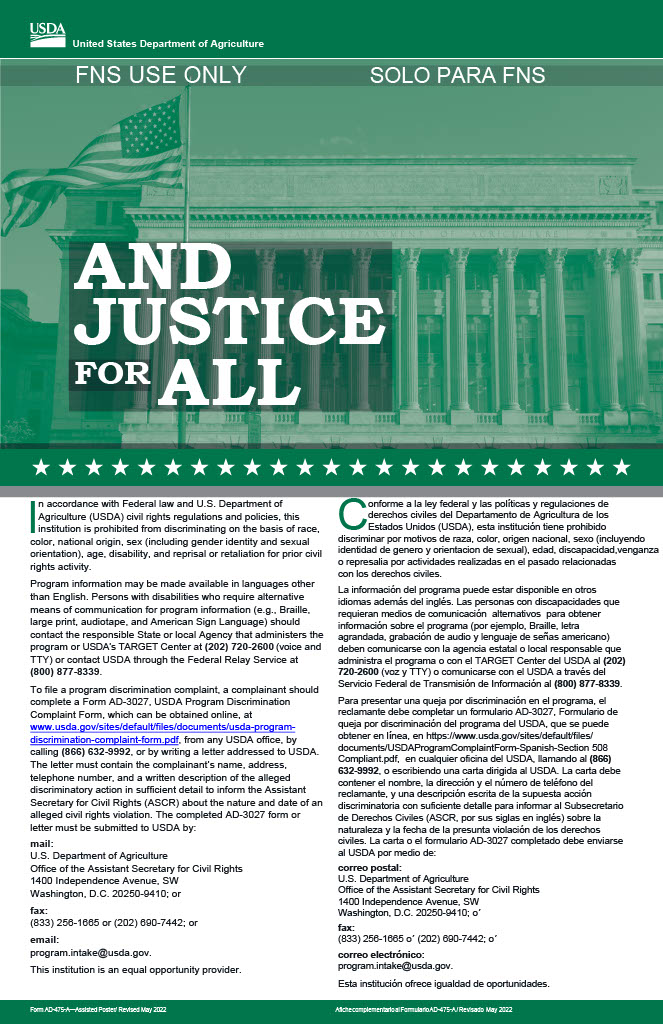 USDA
United States Department of Agriculture
FNS USE ONLY
SOLO PARA FNS
AND
JUSTICE
FOR ALL
In accordance with Federal law and U.S. Department of
Agriculture (USDA) civil rights regulations and policies, this
institution is prohibited from discriminating on the basis of race,
color, national origin, sex (including gender identity and sexual
orientation), age, disability, and reprisal or retaliation for prior civil
rights activity.
Program information may be made available in languages other
than English. Persons with disabilities who require alternative
means of communication for program information (e.g., Braille,
large print, audiotape, and American Sign Language) should
contact the responsible State or local Agency that administers the
program or USDA's TARGET Center at (202) 720-2600 (voice and
TTY) or contact USDA through the Federal Relay Service at
(800) 877-8339.
To file a program discrimination complaint, a complainant should
complete a Form AD-3027, USDA Program Discrimination
Complaint Form, which can be obtained online, at
www.usda.gov/sites/default/files/documents/usda-program-
discrimination-complaint-form.pdf, from any USDA office, by
calling (866) 632-9992, or by writing a letter addressed to USDA.
The letter must contain the complainant's name, address,
telephone number, and a written description of the alleged
discriminatory action in sufficient detail to inform the Assistant
Secretary for Civil Rights (ASCR) about the nature and date of an
alleged civil rights violation. The completed AD-3027 form or
letter must be submitted to USDA by:
mail:
U.S. Department of Agriculture
Office of the Assistant Secretary for Civil Rights
1400 Independence Avenue, SW
Washington, D.C. 20250-9410; or
fax:
(833) 256-1665 or (202) 690-7442; or
email:
program.intake@usda.gov.
This institution is an equal opportunity provider.
Conforme a la ley federal y las políticas y regulaciones de
derechos civiles del Departamento de Agricultura de los
Estados Unidos (USDA), esta institución tiene prohibido
discriminar por motivos de raza, color, origen nacional, sexo (incluyendo
identidad de genero y orientacion de sexual), edad, discapacidad,venganza
o represalia por actividades realizadas en el pasado relacionadas
con los derechos civiles.
La información del programa puede estar disponible en otros
idiomas además del inglés. Las personas con discapacidades que
requieran medios de comunicación alternativos para obtener
información sobre el programa (por ejemplo, Braille, letra
agrandada, grabación de audio y lenguaje de señas americano)
deben comunicarse con la agencia estatal o local responsable que
administra el programa o con el TARGET Center del USDA al (202)
720-2600 (voz y TTY) o comunicarse con el USDA a través del
Servicio Federal de Transmisión de Información al (800) 877-8339.
Para presentar una queja por discriminación en el programa, el
reclamante debe completar un formulario AD-3027, Formulario de
queja por discriminación del programa del USDA, que se puede
obtener en línea, en https://www.usda.gov/sites/default/files/
documents/USDAProgramComplaintForm-Spanish-Section 508
Compliant.pdf, en cualquier oficina del USDA, llamando al (866)
632-9992, o escribiendo una carta dirigida al USDA. La carta debe
contener el nombre, la dirección y el número de teléfono del
reclamante, y una descripción escrita de la supuesta acción
discriminatoria con suficiente detalle para informar al Subsecretario
de Derechos Civiles (ASCR, por sus siglas en inglés) sobre la
naturaleza y la fecha de la presunta violación de los derechos
civiles. La carta o el formulario AD-3027 completado debe enviarse
al USDA por medio de:
correo postal:
U.S. Department of Agriculture
Office of the Assistant Secretary for Civil Rights
1400 Independence Avenue, SW
Washington, D.C. 20250-9410; o'
fax:
(833) 256-1665 o' (202) 690-7442; o'
correo electrónico:
program.intake@usda.gov.
Esta institución ofrece igualdad de oportunidades.
Form AD-475-A—Assisted Poster/ Revised May 2022
Afiche complementario al Formulario AD-475-A / Revisado May 2022